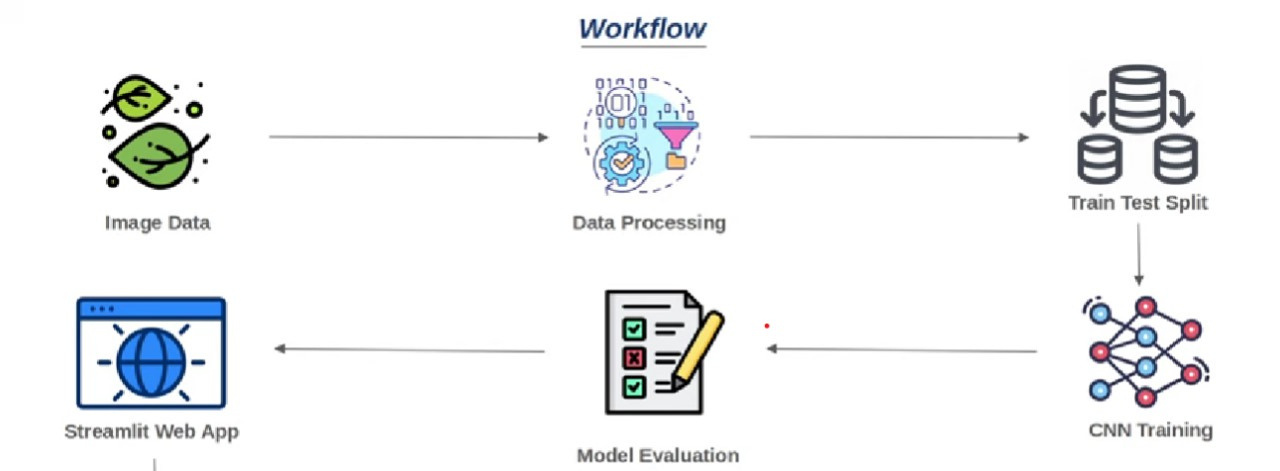 Workflow
Image Data
Data Processing
Train Test Split
Streamlit Web App
Model Evaluation
CNN Training